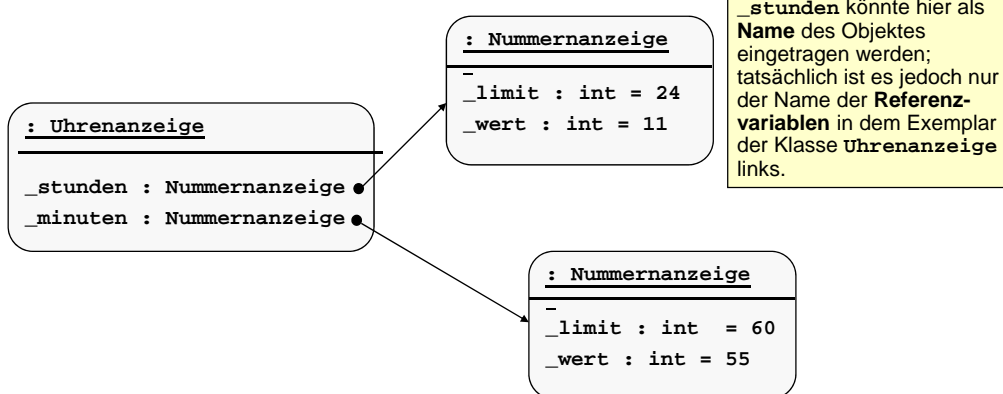 : Nummernanzeige
_limit : int = 24
_wert : int = 11
_stunden könnte hier als
Name des Objektes
eingetragen werden;
tatsächlich ist es jedoch nur
der Name der Referenz-
variablen in dem Exemplar
der Klasse Uhrenanzeige
links.
: Uhrenanzeige
_stunden : Nummernanzeige
_minuten : Nummernanzeige
: Nummernanzeige
_limit : int = 60
_wert : int = 55